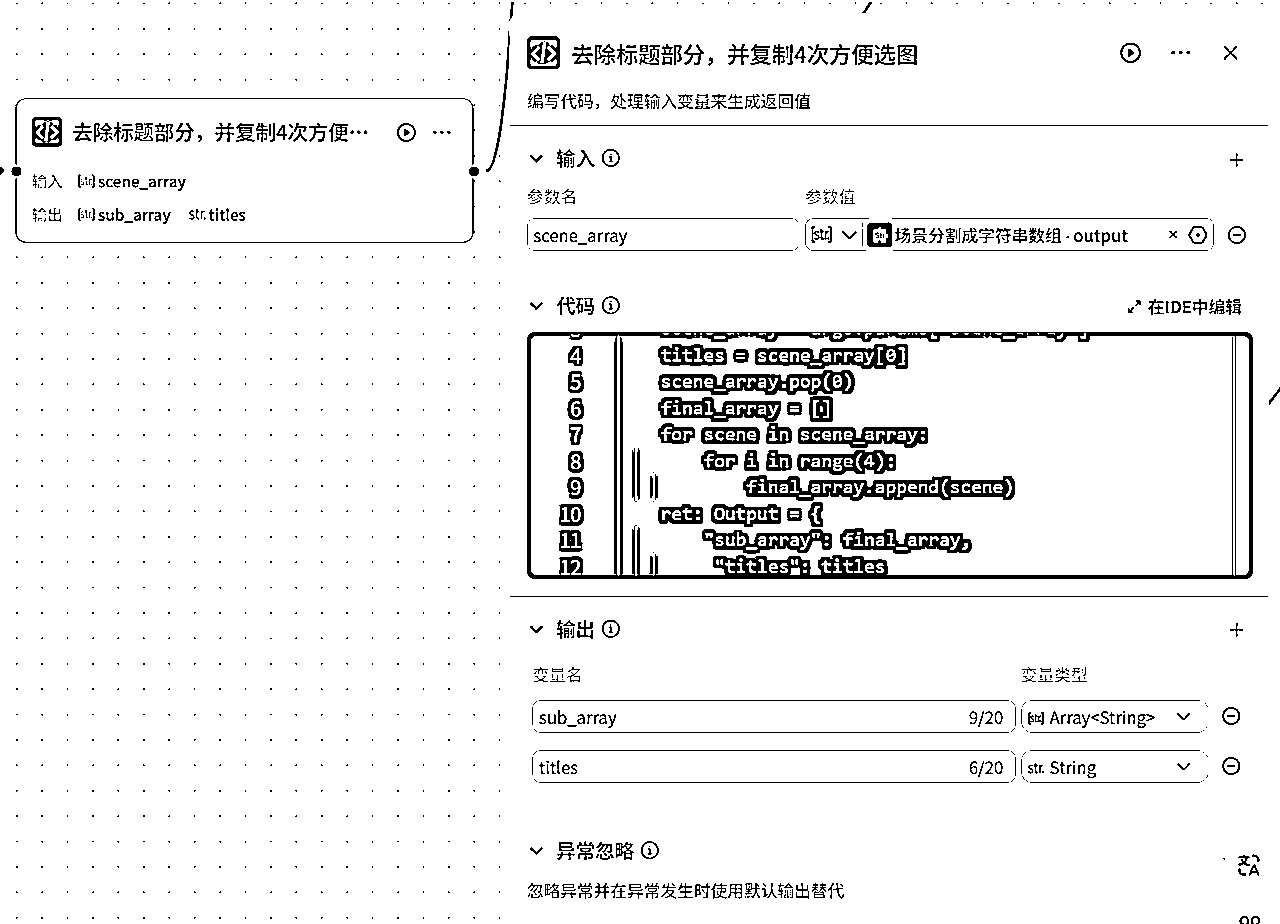 去除标题部分，并复制4次方便···
输入 [str] scene_array
输出 [str] sub_array str. titles
去除标题部分，并复制4次方便选图
编写代码，处理输入变量来生成返回值
输入
参数名 参数值
scene_array [str] 场景分割成字符串数组 · output
代码 在IDE中编辑
4 titles = scene_array[0]
5 scene_array.pop(0)
6 final_array = []
7 for scene in scene_array:
8 for i in range(4):
9 final_array.append(scene)
10 ret: Output = {
11 "sub_array": final_array,
12 "titles": titles
输出
变量名 变量类型
sub_array 9/20 [str] Array<String>
titles 6/20 str. String
异常忽略
忽略异常并在异常发生时使用默认输出替代